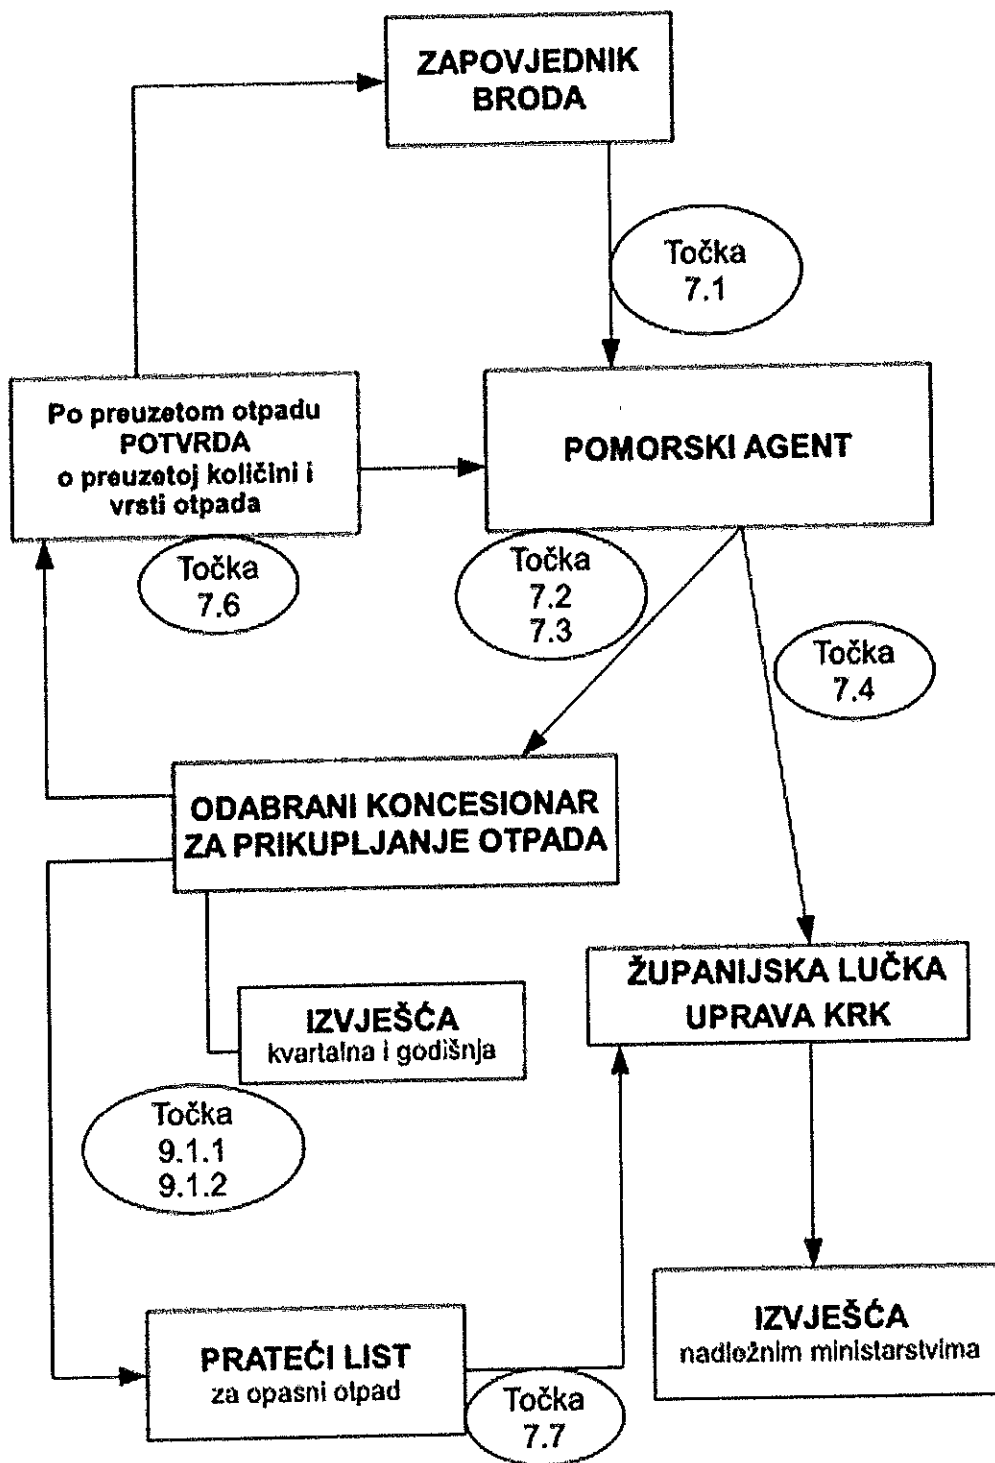 ZAPOVJEDNIK
BRODA
Točka
7.1
Po preuzetom otpadu
POTVRDA
o preuzetoj količini i
vrsti otpada
POMORSKI AGENT
Točka
7.6
Točka
7.2
7.3
Točka
7.4
ODABRANI KONCESIONAR
ZA PRIKUPLJANJE OTPADA
ŽUPANIJSKA LUČKA
UPRAVA KRK
IZVJEŠĆA
kvartalna i godišnja
Točka
9.1.1
9.1.2
IZVJEŠĆA
nadležnim ministarstvima
PRATEĆI LIST
za opasni otpad
Točka
7.7